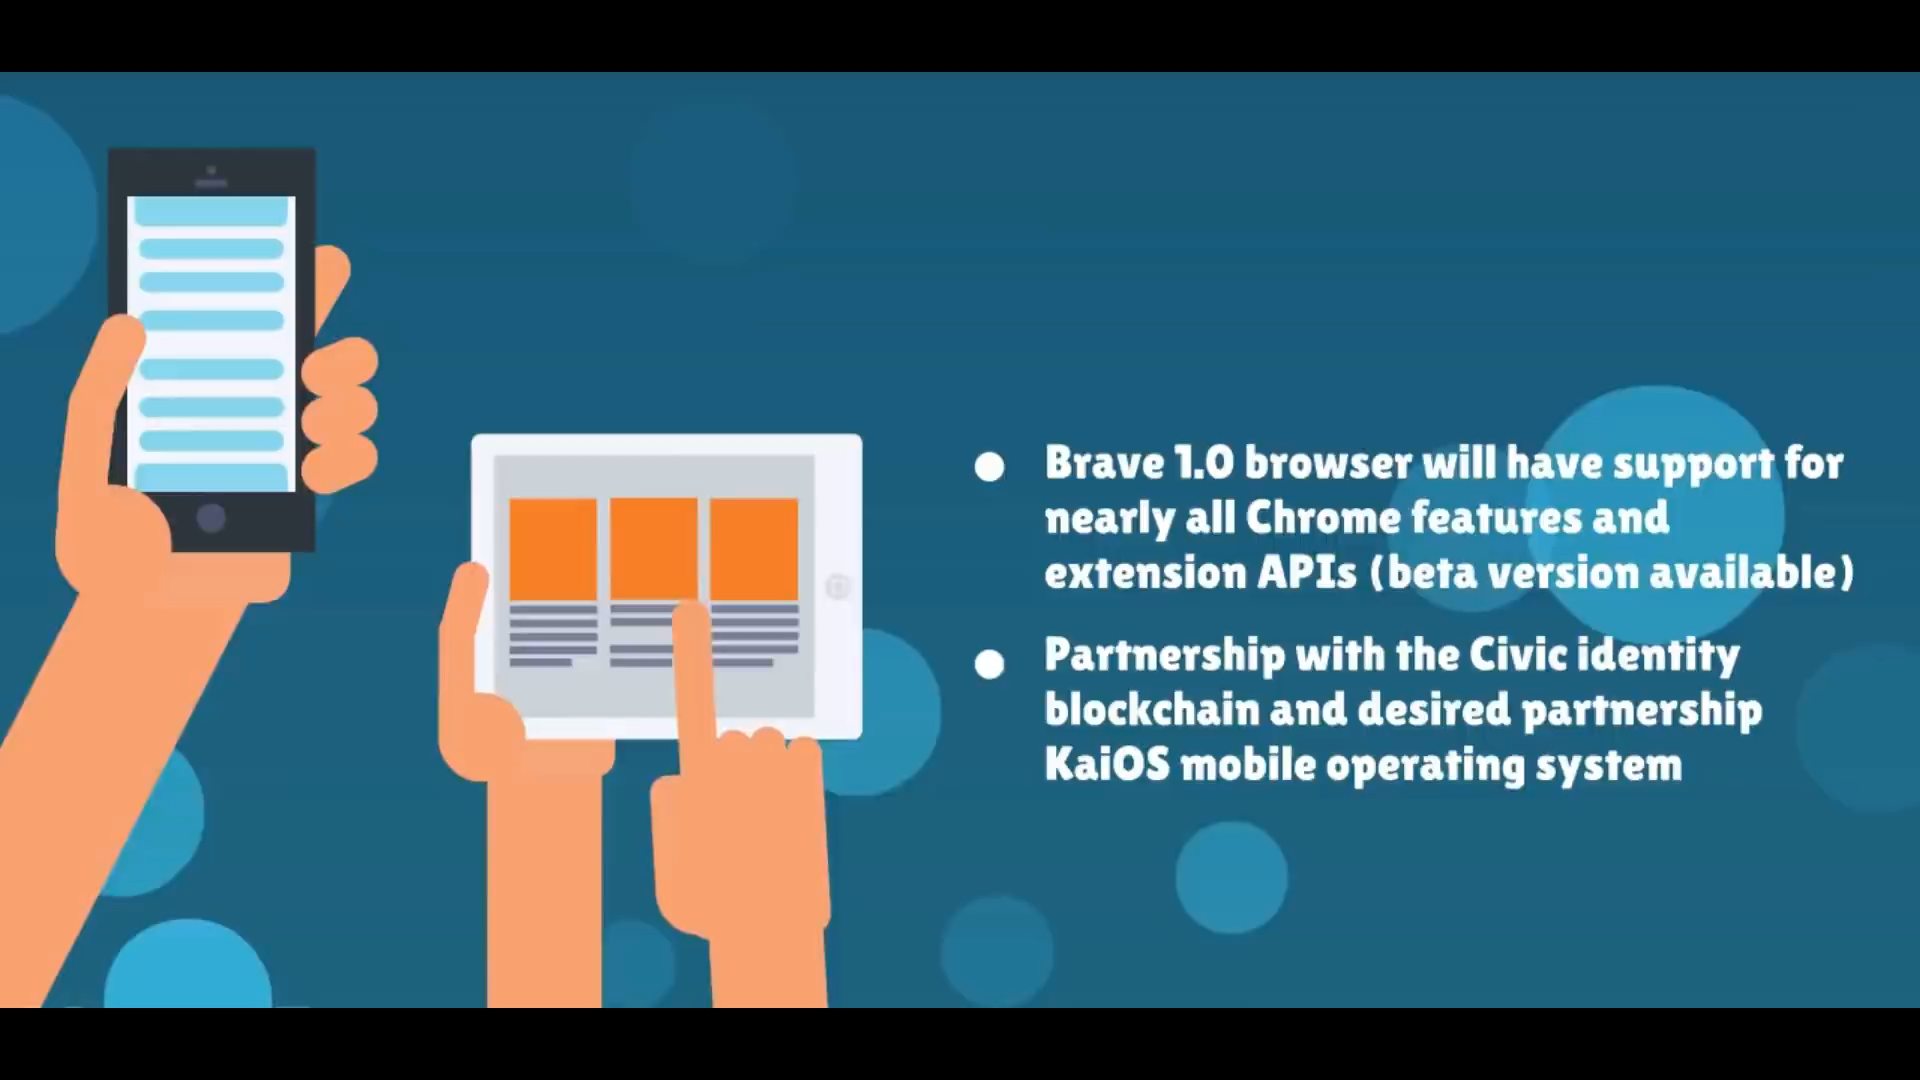 Brave 1.0 browser will have support for
nearly all Chrome features and
extension APIs (beta version available)
Partnership with the Civic identity
blockchain and desired partnership
KaiOS mobile operating system